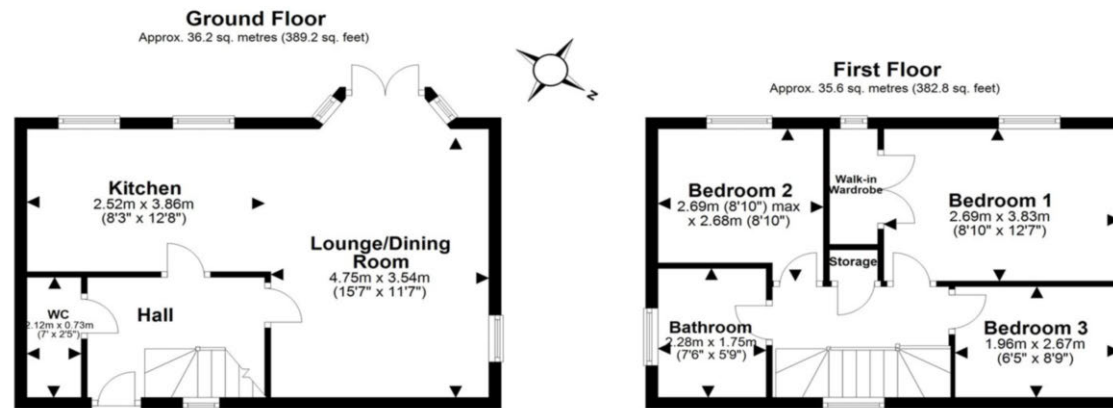 Ground Floor
Approx. 36.2 sq. metres (389.2 sq. feet)
Kitchen
2.52m x 3.86m
(8'3" x 12'8")
Lounge/Dining
Room
4.75m x 3.54m
(15'7" x 11'7")
WC
2.12m x 0.73m
(7' x 2'5")
Hall
N
First Floor
Approx. 35.6 sq. metres (382.8 sq. feet)
Bedroom 2
2.69m (8'10") max
x 2.68m (8'10")
Walk-in
Wardrobe
Bedroom 1
2.69m x 3.83m
(8'10" x 12'7")
Storage
Bathroom
2.28m x 1.75m
(7'6" x 5'9")
Bedroom 3
1.96m x 2.67m
(6'5" x 8'9")